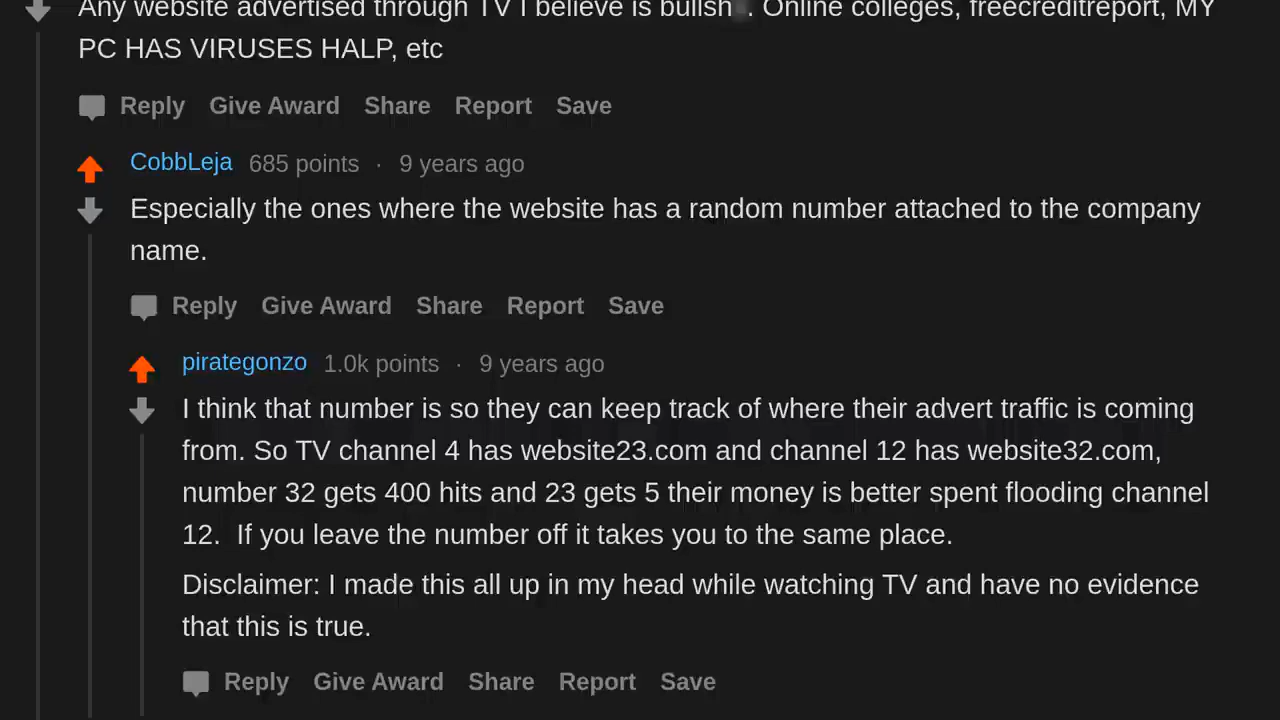 Any website advertised through TV I believe is bullsh . Online colleges, freecreditreport, MY
PC HAS VIRUSES HALP, etc
Reply Give Award Share Report Save
CobbLeja 685 points · 9 years ago
Especially the ones where the website has a random number attached to the company
name.
Reply Give Award Share Report Save
pirategonzo 1.0k points · 9 years ago
I think that number is so they can keep track of where their advert traffic is coming
from. So TV channel 4 has website23.com and channel 12 has website32.com,
number 32 gets 400 hits and 23 gets 5 their money is better spent flooding channel
12. If you leave the number off it takes you to the same place.
Disclaimer: I made this all up in my head while watching TV and have no evidence
that this is true.
Reply Give Award Share Report Save